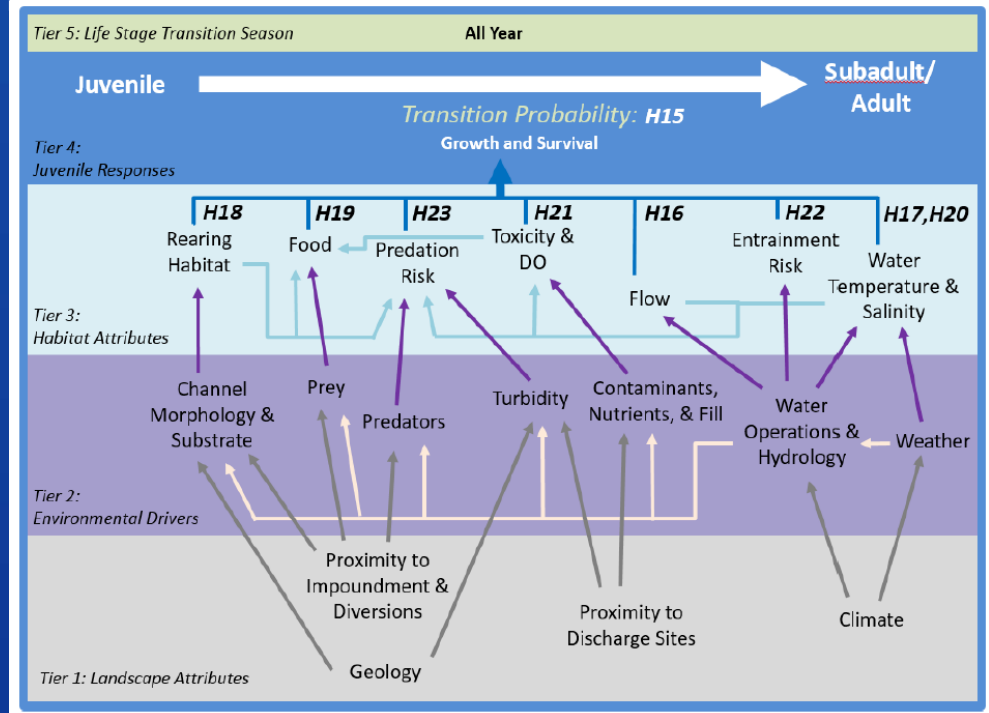 Tier 5: Life Stage Transition Season
All Year
Juvenile
Subadult/
Adult
Transition Probability: H15
Growth and Survival
Tier 4:
Juvenile Responses
H18
H19
H23
H21
H16
H22
H17,H20
Rearing
Habitat
Food
Predation
Risk
Toxicity &
DO
Flow
Entrainment
Risk
Water
Temperature &
Salinity
Tier 3:
Habitat Attributes
Channel
Morphology &
Substrate
Prey
Predators
Turbidity
Contaminants,
Nutrients, & Fill
Water
Operations &
Hydrology
Weather
Tier 2:
Environmental Drivers
Proximity to
Impoundment &
Diversions
Proximity to
Discharge Sites
Climate
Geology
Tier 1: Landscape Attributes